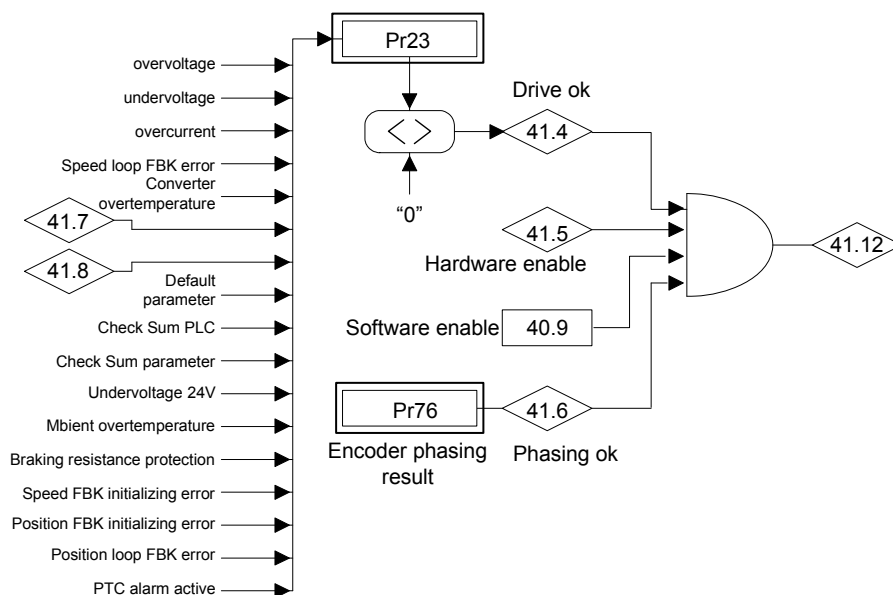 Pr23
overvoltage
undervoltage
overcurrent
Speed loop FBK error
Converter
overtemperature
41.7
41.8
Default
parameter
Check Sum PLC
Check Sum parameter
Undervoltage 24V
Mbient overtemperature
Braking resistance protection
Speed FBK initializing error
Position FBK initializing error
Position loop FBK error
PTC alarm active
< >
“0”
Drive ok
41.4
41.5
Hardware enable
Software enable
40.9
Pr76
Encoder phasing
result
41.6
Phasing ok
41.12